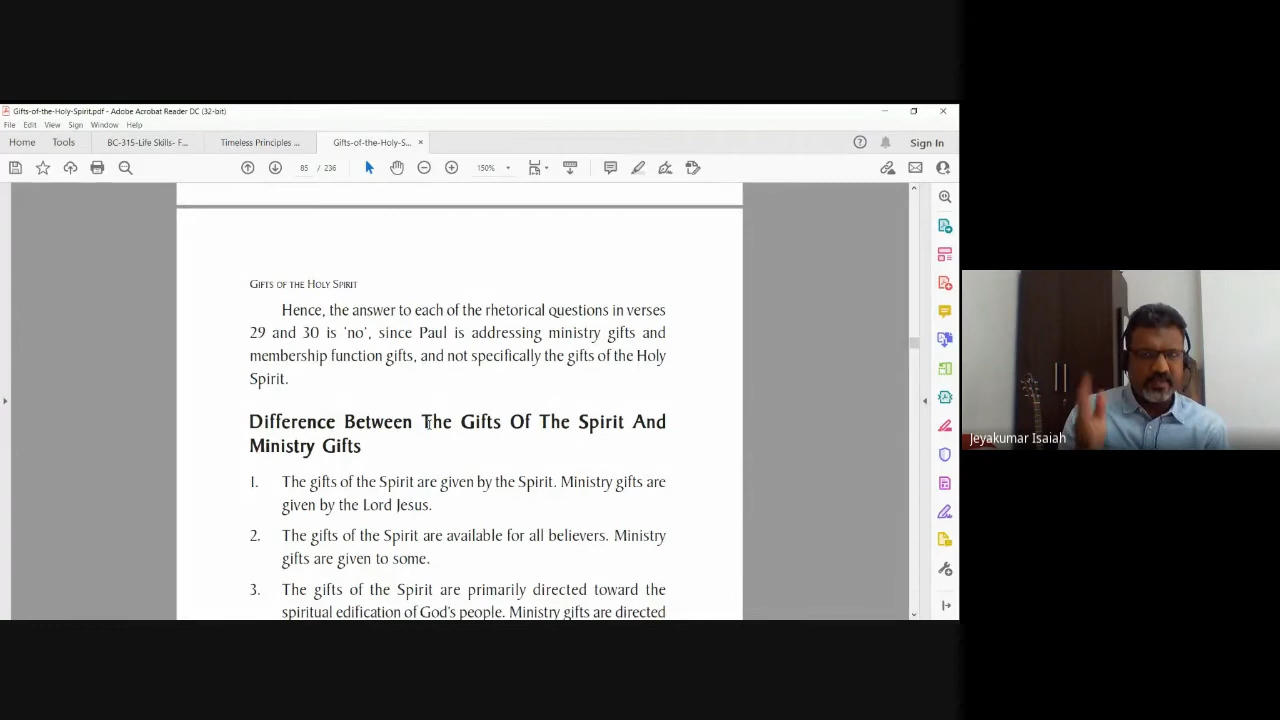 Gifts-of-the-Holy-Spirit.pdf - Adobe Acrobat Reader DC (32-bit)
File Edit View Sign Window Help
Home Tools BC-315-Life Skills- F... Timeless Principles ... Gifts-of-the-Holy-S... × Sign In
85 / 236 150%
GIFTS OF THE HOLY SPIRIT
Hence, the answer to each of the rhetorical questions in verses
29 and 30 is ‘no’, since Paul is addressing ministry gifts and
membership function gifts, and not specifically the gifts of the Holy
Spirit.
Difference Between The Gifts Of The Spirit And
Ministry Gifts
1. The gifts of the Spirit are given by the Spirit. Ministry gifts are
given by the Lord Jesus.
2. The gifts of the Spirit are available for all believers. Ministry
gifts are given to some.
3. The gifts of the Spirit are primarily directed toward the
spiritual edification of God's people. Ministry gifts are directed
Jeyakumar Isaiah